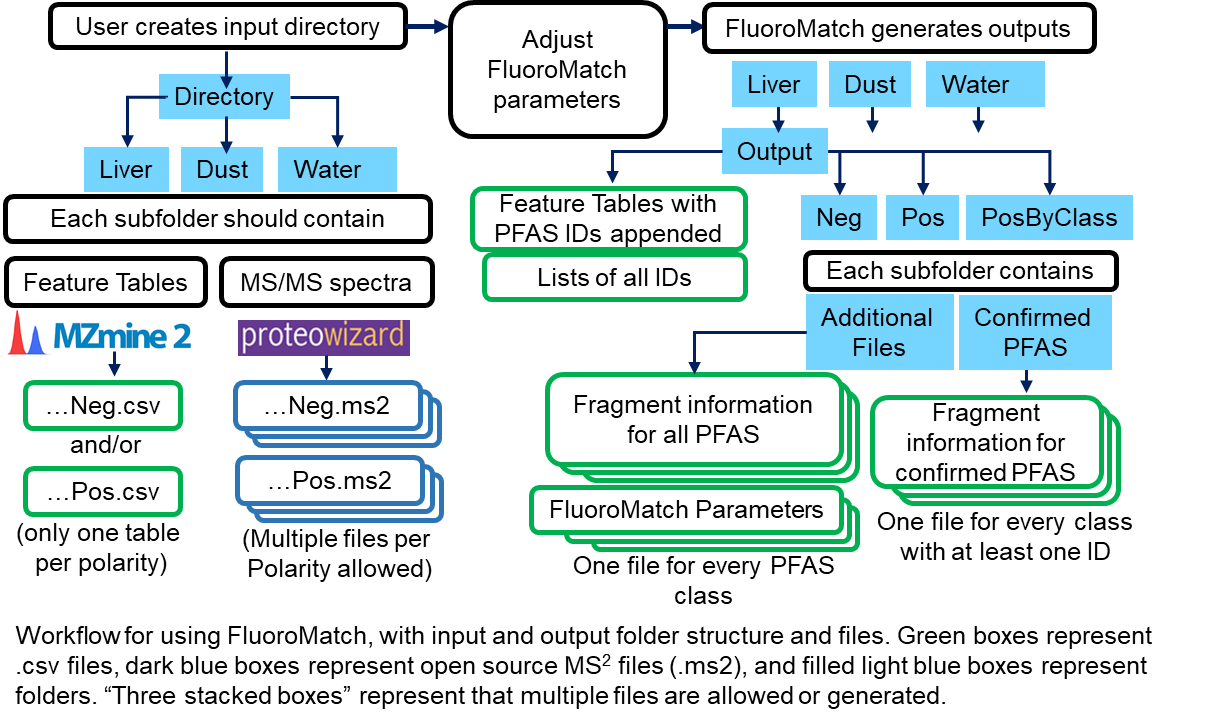 User creates input directory
Directory
Liver
Dust
Water
Each subfolder should contain
Feature Tables
MZmine 2
…Neg.csv
and/or
…Pos.csv
(only one table
per polarity)
MS/MS spectra
proteowizard
…Neg.ms2
…Pos.ms2
(Multiple files per
Polarity allowed)
Adjust
FluoroMatch
parameters
FluoroMatch generates outputs
Liver
Dust
Water
Output
Feature Tables with
PFAS IDs appended
Lists of all IDs
Neg
Pos
PosByClass
Each subfolder contains
Additional
Files
Confirmed
PFAS
Fragment information
for all PFAS
FluoroMatch Parameters
One file for every PFAS
class
Fragment
information for
confirmed PFAS
One file for every class
with at least one ID
Workflow for using FluoroMatch, with input and output folder structure and files. Green boxes represent
.csv files, dark blue boxes represent open source MS² files (.ms2), and filled light blue boxes represent
folders. “Three stacked boxes” represent that multiple files are allowed or generated.